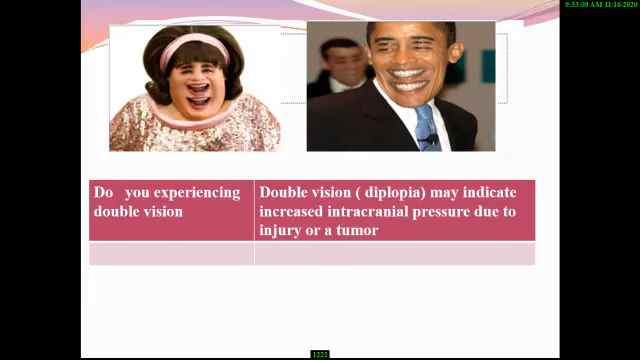 9:33:09 AM 11/16/2020
Do you experiencing
double vision
Double vision ( diplopia) may indicate
increased intracranial pressure due to
injury or a tumor
1222